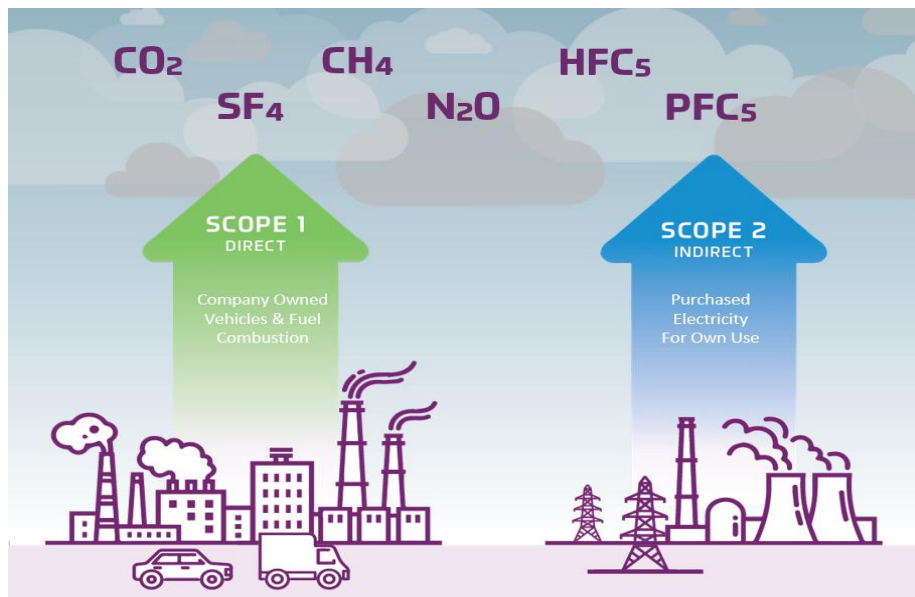 CO₂
CH₄
HFC₅
SF₄
N₂O
PFC₅
SCOPE 1
DIRECT
Company Owned
Vehicles & Fuel
Combustion
SCOPE 2
INDIRECT
Purchased
Electricity
For Own Use